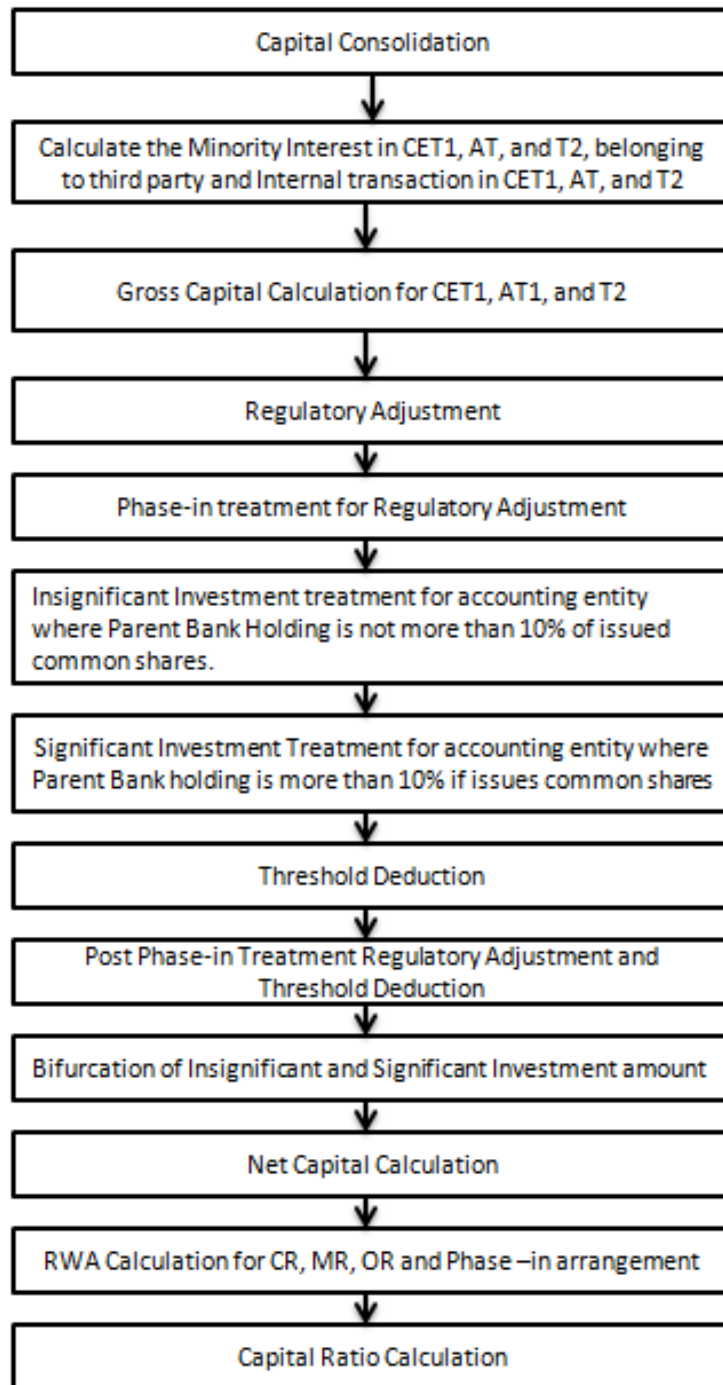 Capital Consolidation
Calculate the Minority Interest in CET1, AT, and T2, belonging
to third party and Internal transaction in CET1, AT, and T2
Gross Capital Calculation for CET1, AT1, and T2
Regulatory Adjustment
Phase-in treatment for Regulatory Adjustment
Insignificant Investment treatment for accounting entity
where Parent Bank Holding is not more than 10% of issued
common shares.
Significant Investment Treatment for accounting entity where
Parent Bank holding is more than 10% if issues common shares
Threshold Deduction
Post Phase-in Treatment Regulatory Adjustment and
Threshold Deduction
Bifurcation of Insignificant and Significant Investment amount
Net Capital Calculation
RWA Calculation for CR, MR, OR and Phase –in arrangement
Capital Ratio Calculation